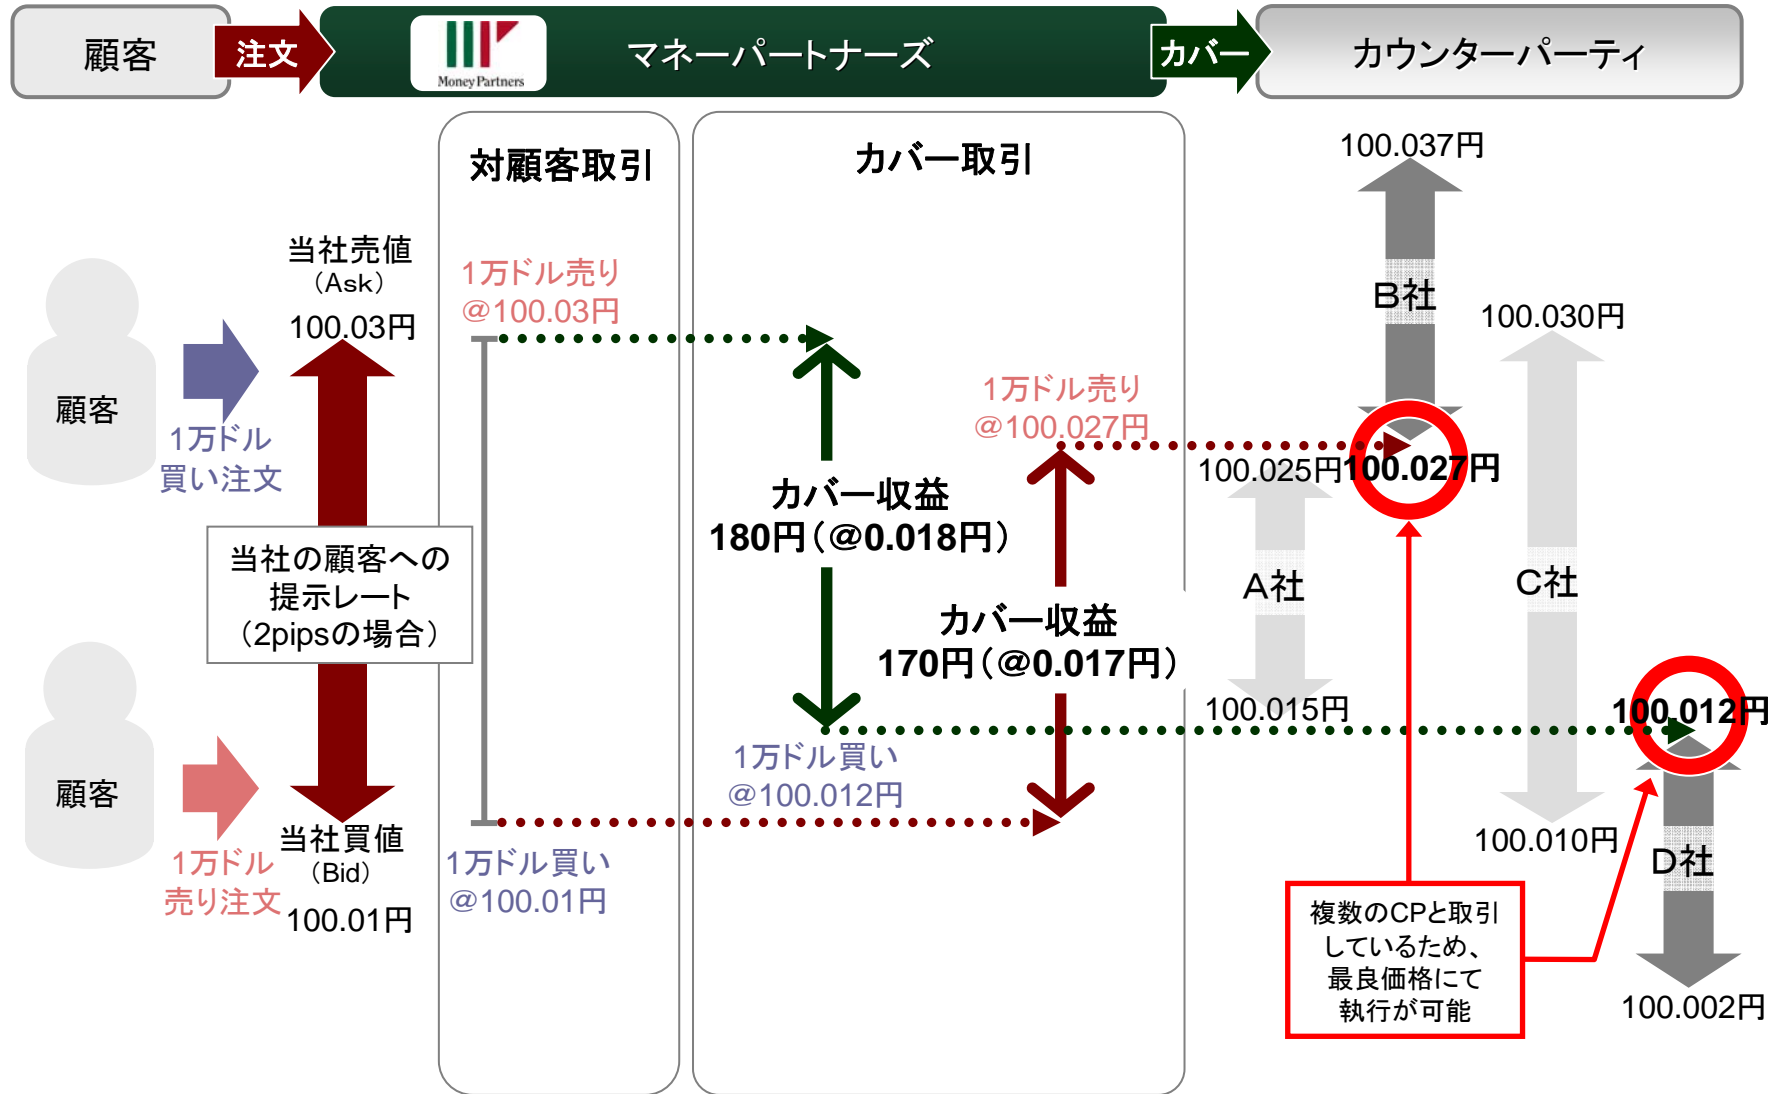 顧客
注文
Money Partners
マネーパートナーズ
カバー
カウンターパーティ
対顧客取引
カバー取引
100.037円
当社売値
（Ask）
100.03円
1万ドル売り
@100.03円
B社
100.030円
顧客
1万ドル
買い注文
1万ドル売り
@100.027円
100.025円
100.027円
カバー収益
180円（@0.018円）
当社の顧客への
提示レート
（2pipsの場合）
A社
C社
カバー収益
170円（@0.017円）
100.015円
100.012円
顧客
1万ドル
売り注文
当社買値
（Bid）
100.01円
1万ドル買い
@100.01円
1万ドル買い
@100.012円
100.010円
D社
複数のCPと取引
しているため、
最良価格にて
執行が可能
100.002円